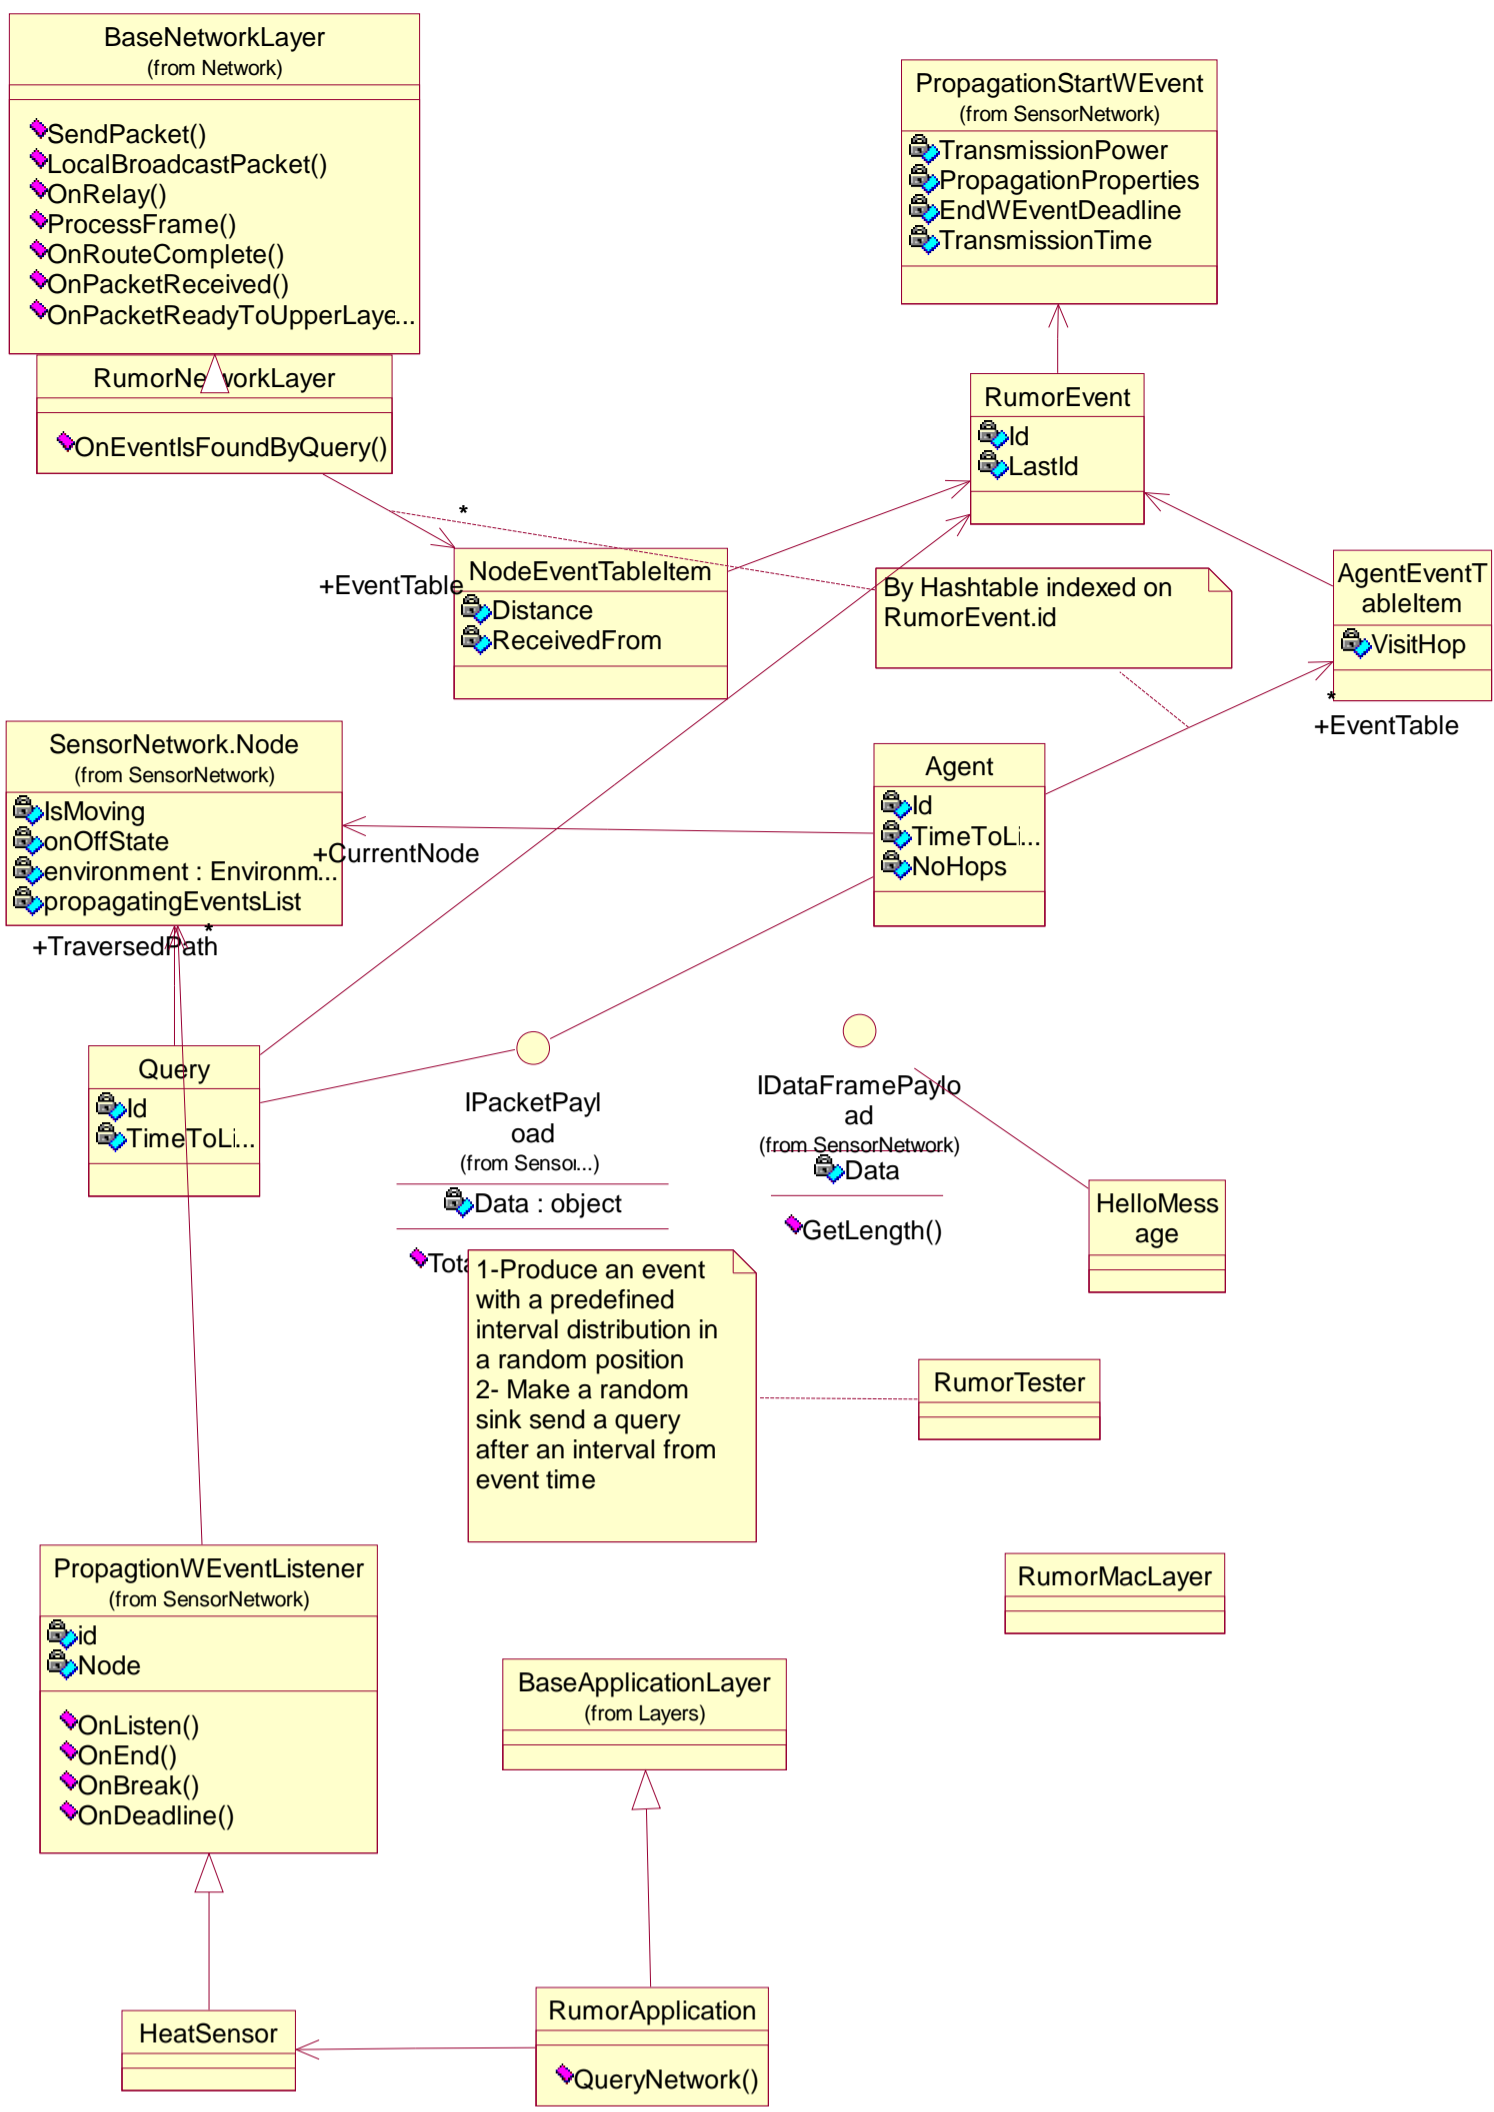 BaseNetworkLayer
(from Network)
SendPacket()
LocalBroadcastPacket()
OnRelay()
ProcessFrame()
OnRouteComplete()
OnPacketReceived()
OnPacketReadyToUpperLaye...
RumorNetworkLayer
OnEventIsFoundByQuery()
PropagationStartWEvent
(from SensorNetwork)
TransmissionPower
PropagationProperties
EndWEventDeadline
TransmissionTime
RumorEvent
Id
LastId
*
+EventTable
NodeEventTableItem
Distance
ReceivedFrom
By Hashtable indexed on
RumorEvent.id
AgentEventT
ableItem
VisitHop
*
+EventTable
SensorNetwork.Node
(from SensorNetwork)
IsMoving
onOffState
environment : Environm...
propagatingEventsList
+CurrentNode
Agent
Id
TimeToLi...
NoHops
*
+TraversedPath
Query
Id
TimeToLi...
IPacketPayl
oad
(from Sensor...)
Data : object
Tota
IDataFramePaylo
ad
(from SensorNetwork)
Data
GetLength()
HelloMess
age
1-Produce an event
with a predefined
interval distribution in
a random position
2- Make a random
sink send a query
after an interval from
event time
RumorTester
PropagtionWEventListener
(from SensorNetwork)
id
Node
OnListen()
OnEnd()
OnBreak()
OnDeadline()
RumorMacLayer
BaseApplicationLayer
(from Layers)
HeatSensor
RumorApplication
QueryNetwork()